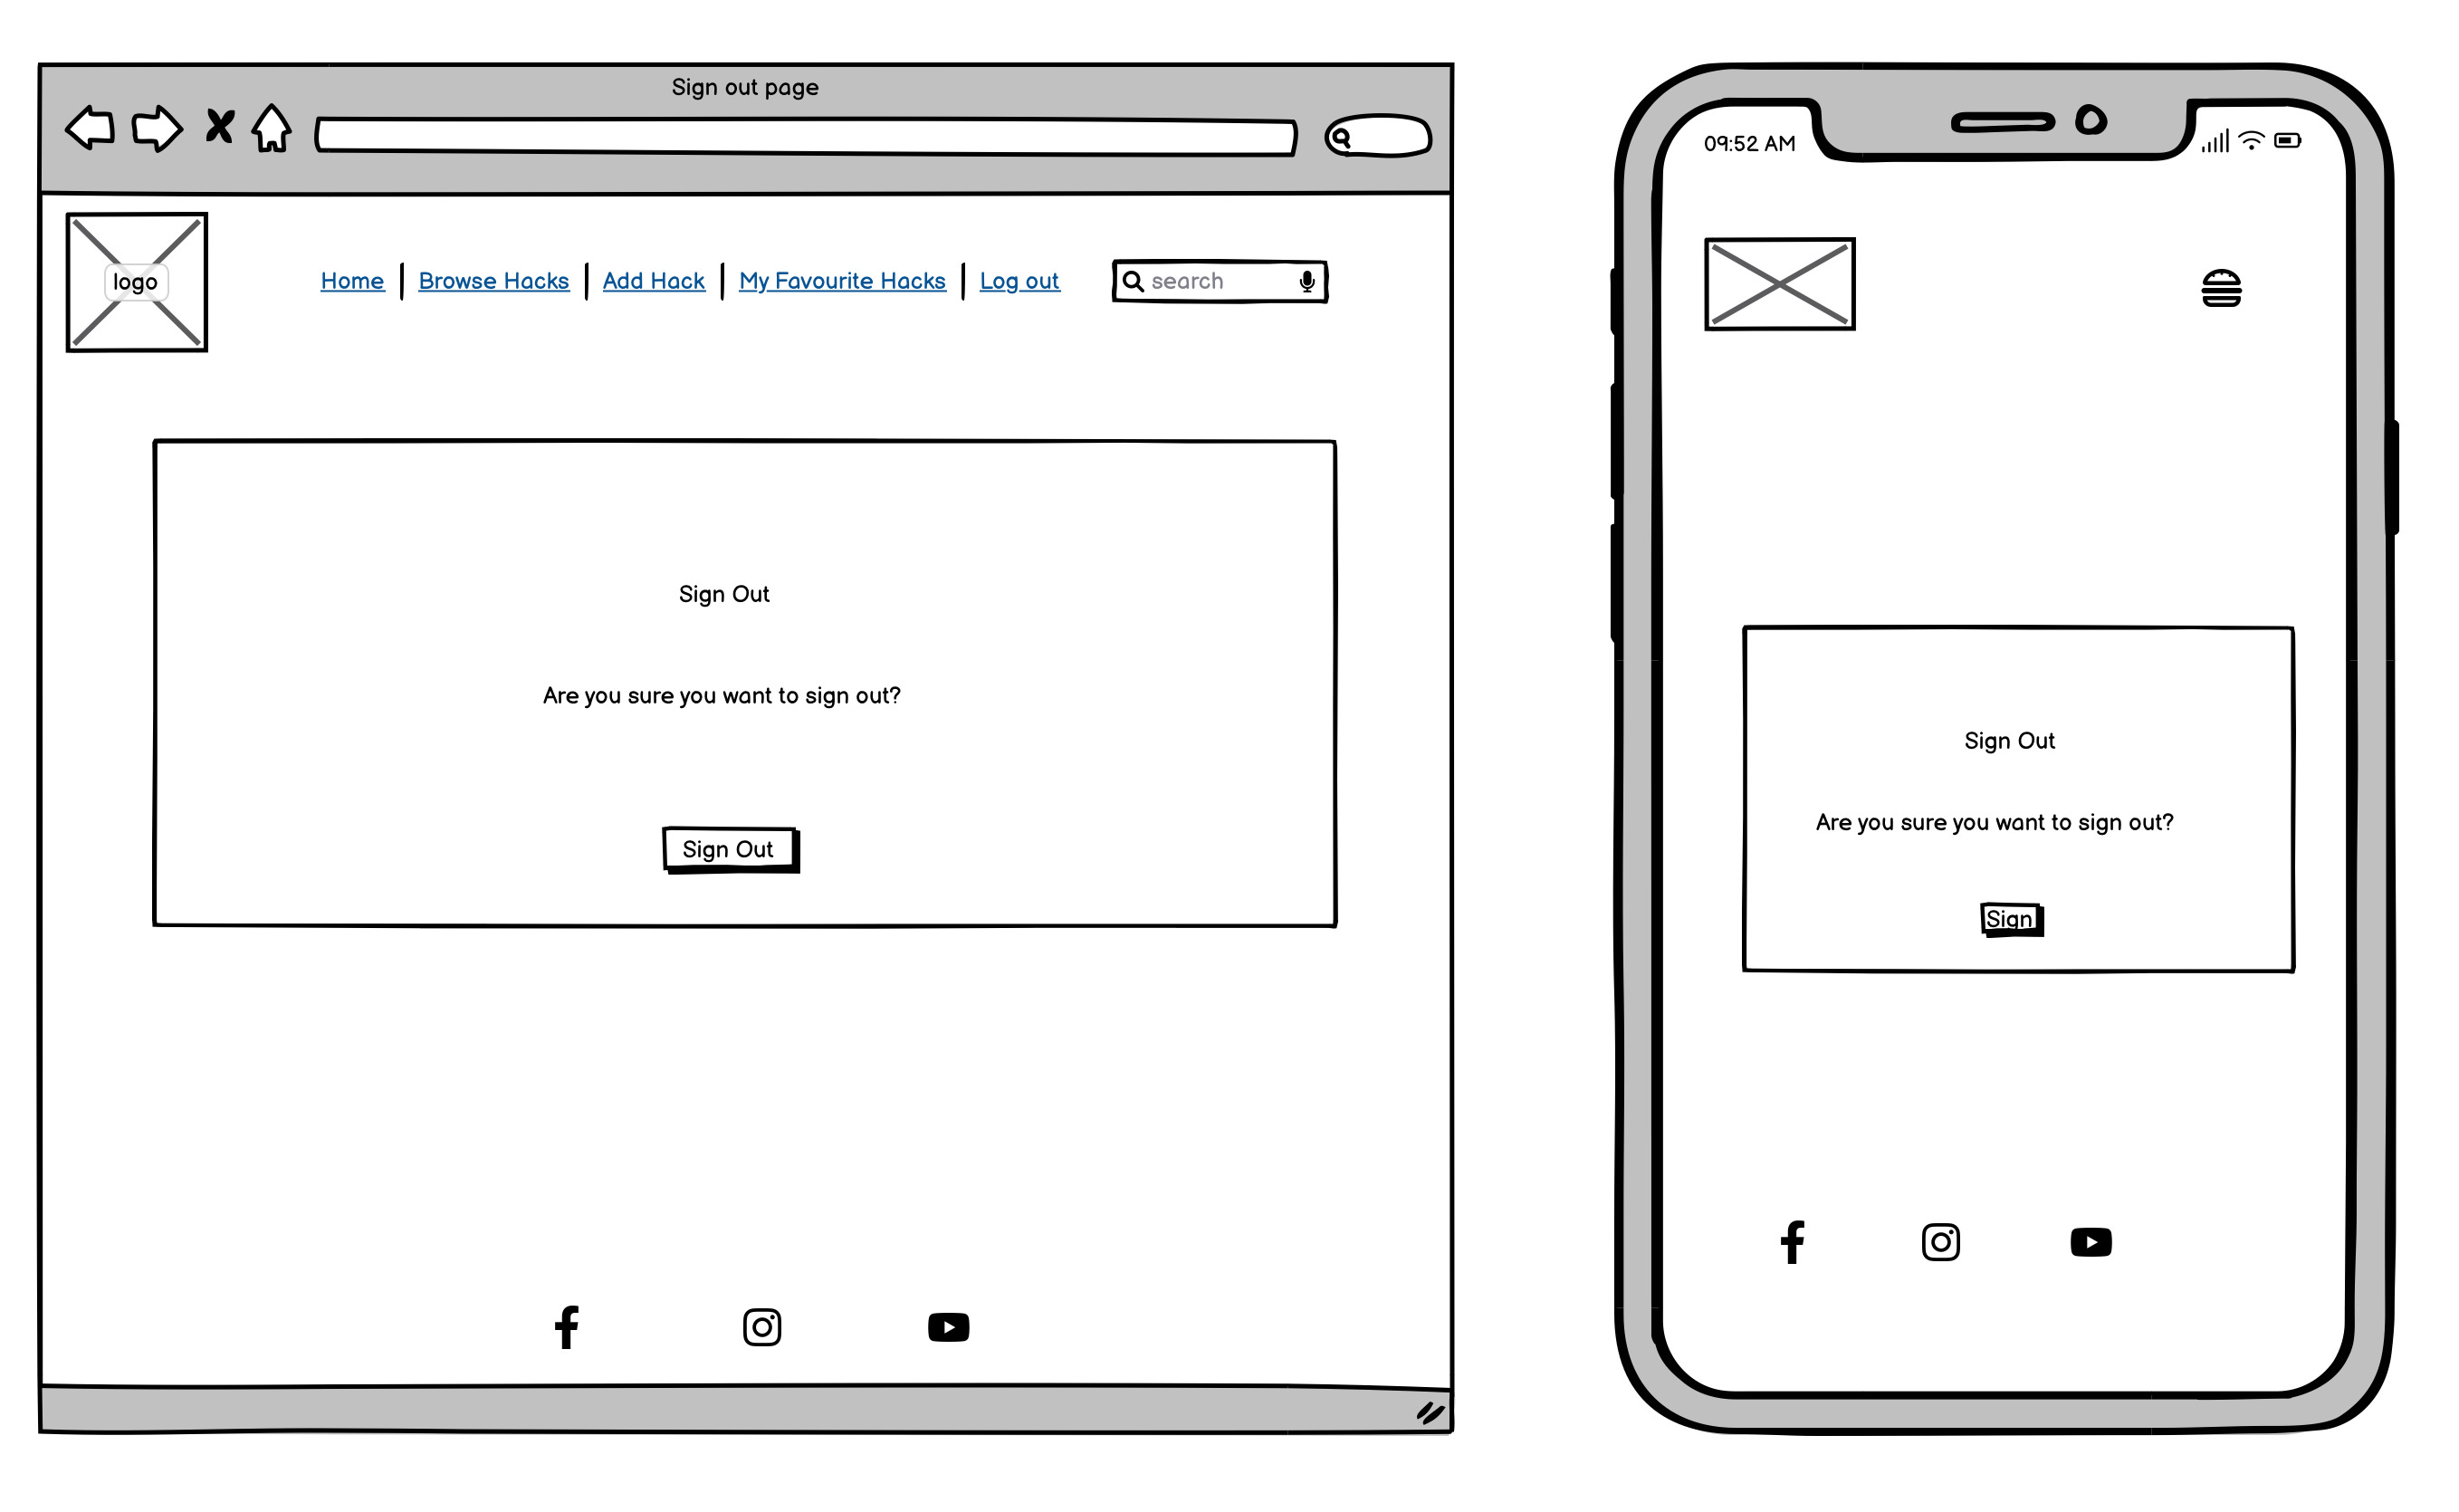 Sign out page
logo
Home | Browse Hacks | Add Hack | My Favourite Hacks | Log out
search
Sign Out
Are you sure you want to sign out?
Sign Out
09:52 AM
Sign Out
Are you sure you want to sign out?
Sign